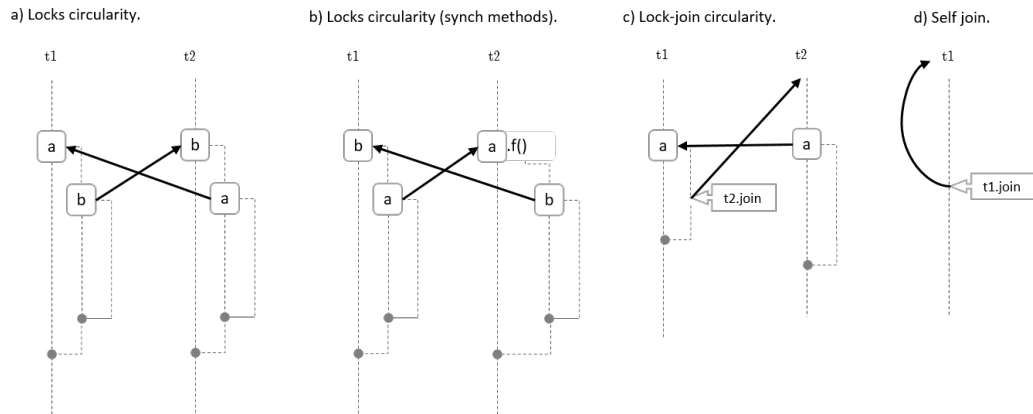 a) Locks circularity.
b) Locks circularity (synch methods).
c) Lock-join circularity.
d) Self join.
t1
t2
t1
t2
t1
t2
t1
a
b
b
a
b
a.f()
a
b
a
a
t2.join
t1.join